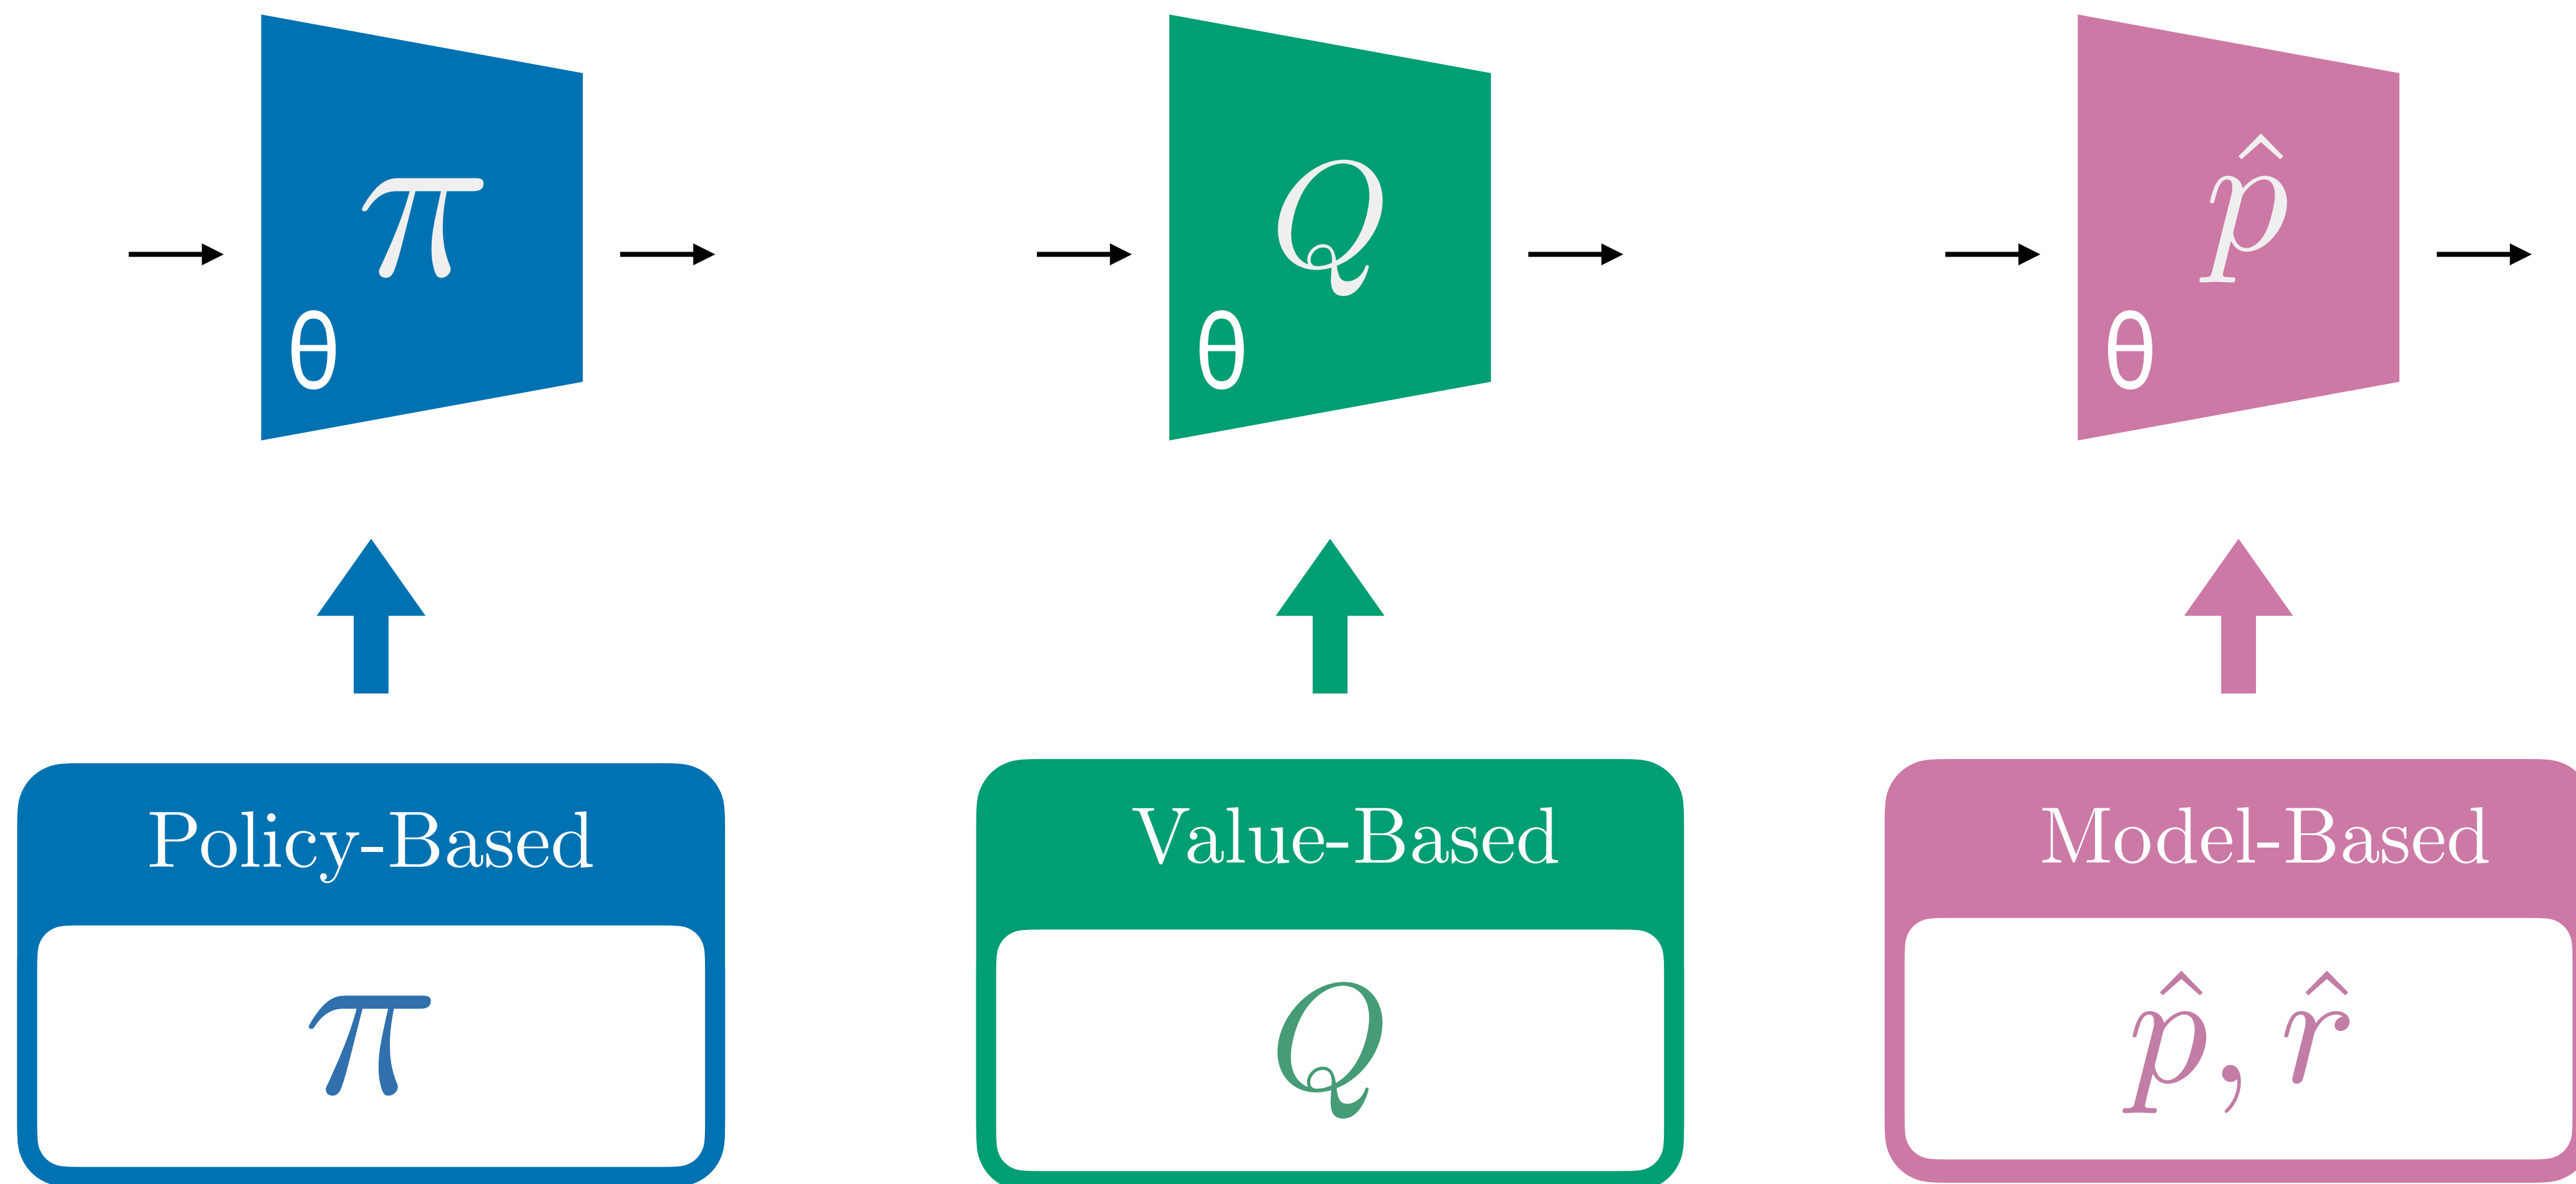 π
θ
Q
θ
p̂
θ
Policy-Based
π
Value-Based
Q
Model-Based
p̂, r̂